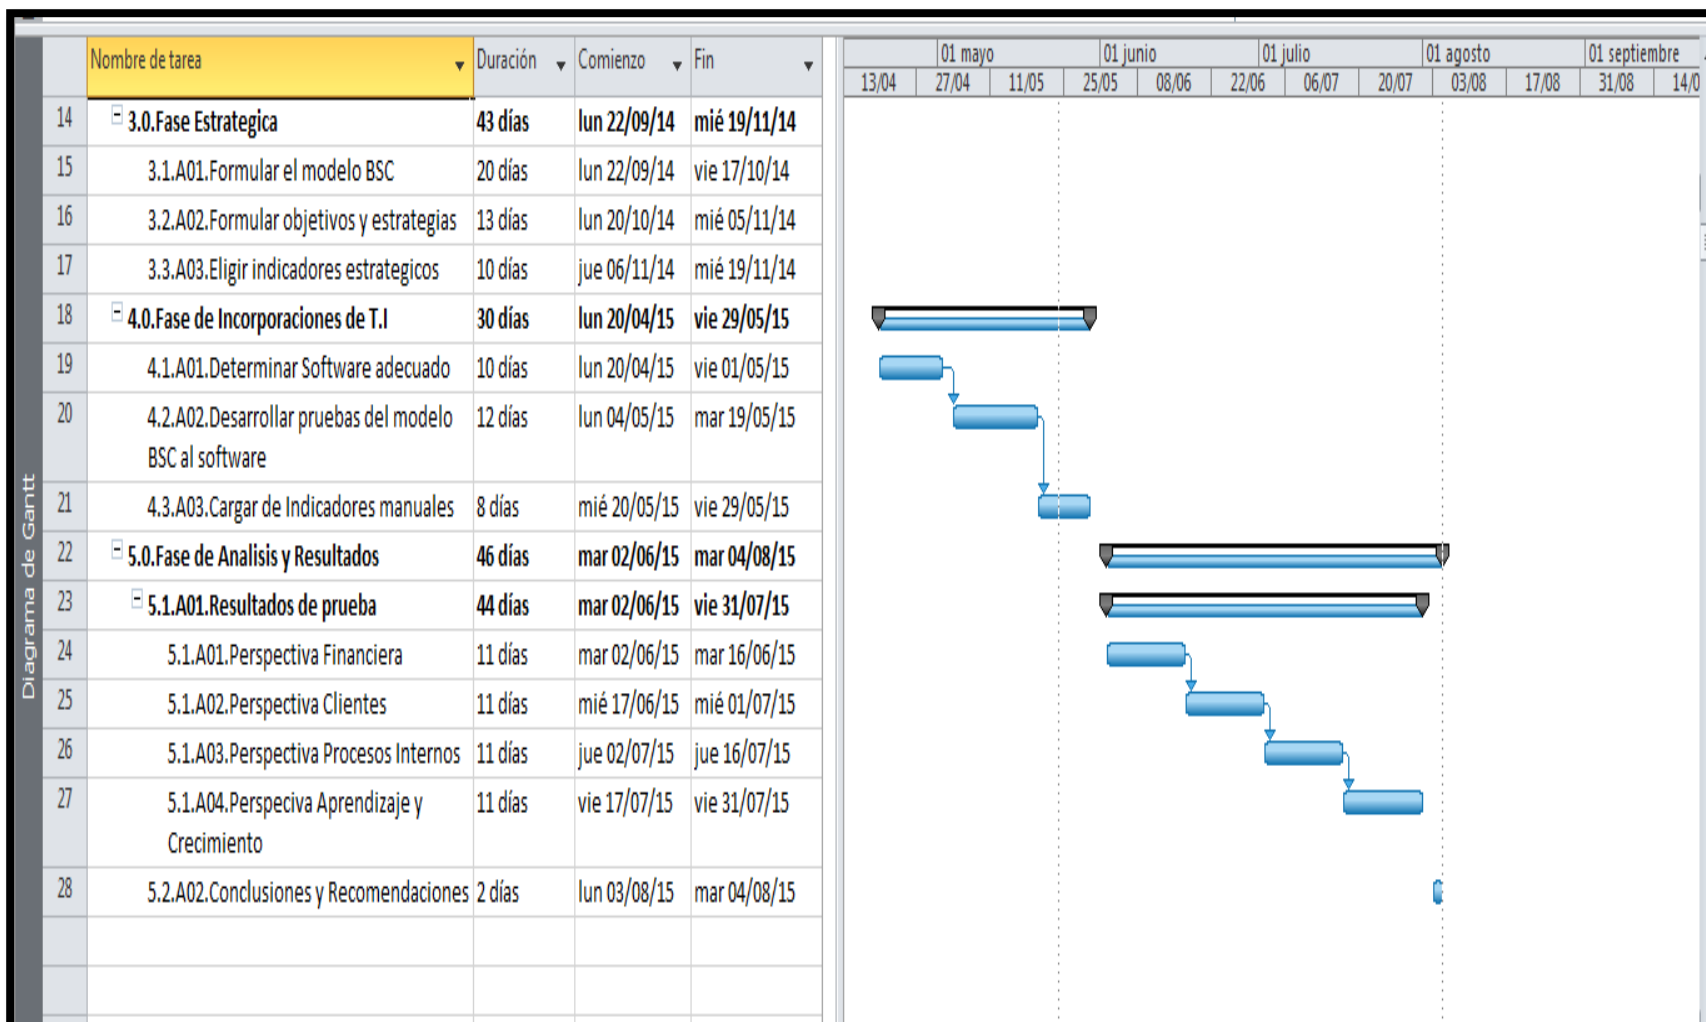 Nombre de tarea Duración Comienzo Fin
01 mayo 01 junio 01 julio 01 agosto 01 septiembre
13/04 27/04 11/05 25/05 08/06 22/06 06/07 20/07 03/08 17/08 31/08 14/0
14 3.0.Fase Estrategica 43 días lun 22/09/14 mié 19/11/14
15 3.1.A01.Formular el modelo BSC 20 días lun 22/09/14 vie 17/10/14
16 3.2.A02.Formular objetivos y estrategias 13 días lun 20/10/14 mié 05/11/14
17 3.3.A03.Eligir indicadores estrategicos 10 días jue 06/11/14 mié 19/11/14
18 4.0.Fase de Incorporaciones de T.I 30 días lun 20/04/15 vie 29/05/15
19 4.1.A01.Determinar Software adecuado 10 días lun 20/04/15 vie 01/05/15
20 4.2.A02.Desarrollar pruebas del modelo 12 días lun 04/05/15 mar 19/05/15
BSC al software
21 4.3.A03.Cargar de Indicadores manuales 8 días mié 20/05/15 vie 29/05/15
22 5.0.Fase de Analisis y Resultados 46 días mar 02/06/15 mar 04/08/15
23 5.1.A01.Resultados de prueba 44 días mar 02/06/15 vie 31/07/15
24 5.1.A01.Perspectiva Financiera 11 días mar 02/06/15 mar 16/06/15
25 5.1.A02.Perspectiva Clientes 11 días mié 17/06/15 mié 01/07/15
26 5.1.A03.Perspectiva Procesos Internos 11 días jue 02/07/15 jue 16/07/15
27 5.1.A04.Perspeciva Aprendizaje y 11 días vie 17/07/15 vie 31/07/15
Crecimiento
28 5.2.A02.Conclusiones y Recomendaciones 2 días lun 03/08/15 mar 04/08/15
Diagrama de Gantt